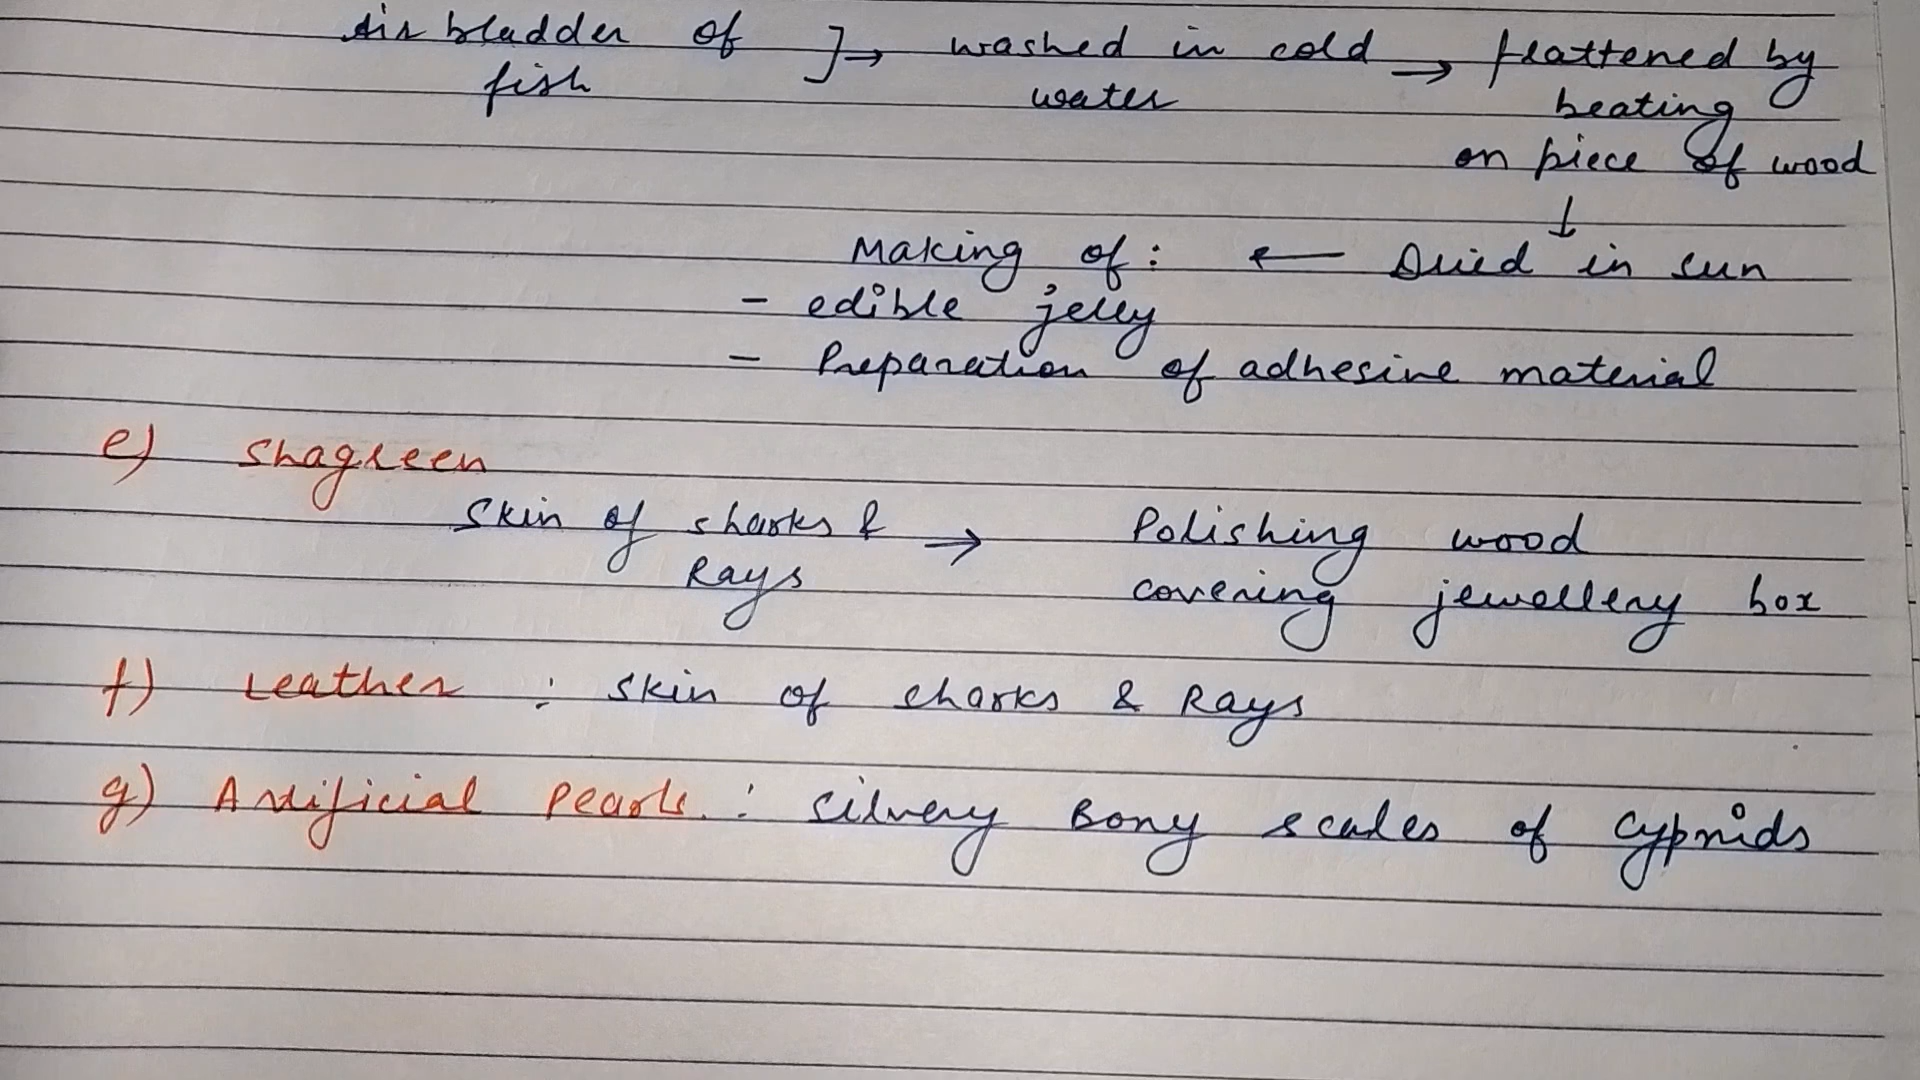 Air bladder of ]→ washed in cold → flattened by
fish water beating
on piece of wood
↓
Making of : ← Dried in sun
- edible jelly
- Preparation of adhesive material
e) Shagreen
Skin of sharks & → Polishing wood
Rays covering jewellery box
f) Leather : Skin of sharks & Rays
g) Artificial Pearls. : Silvery Bony scales of Cyprids